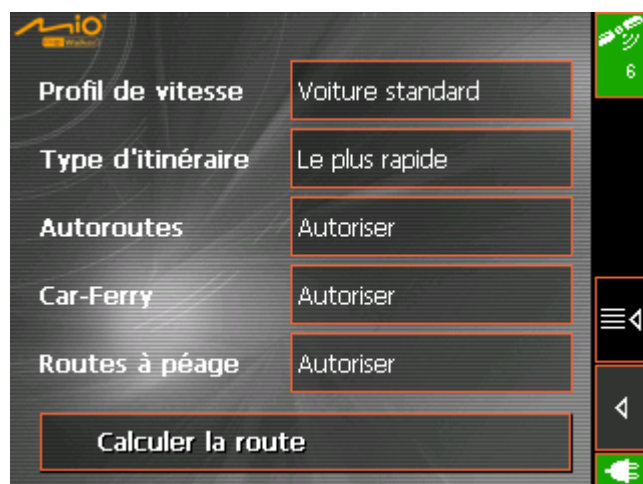 Mio
6
Profil de vitesse Voiture standard
Type d'itinéraire Le plus rapide
Autoroutes Autoriser
Car-Ferry Autoriser
Routes à péage Autoriser
Calculer la route